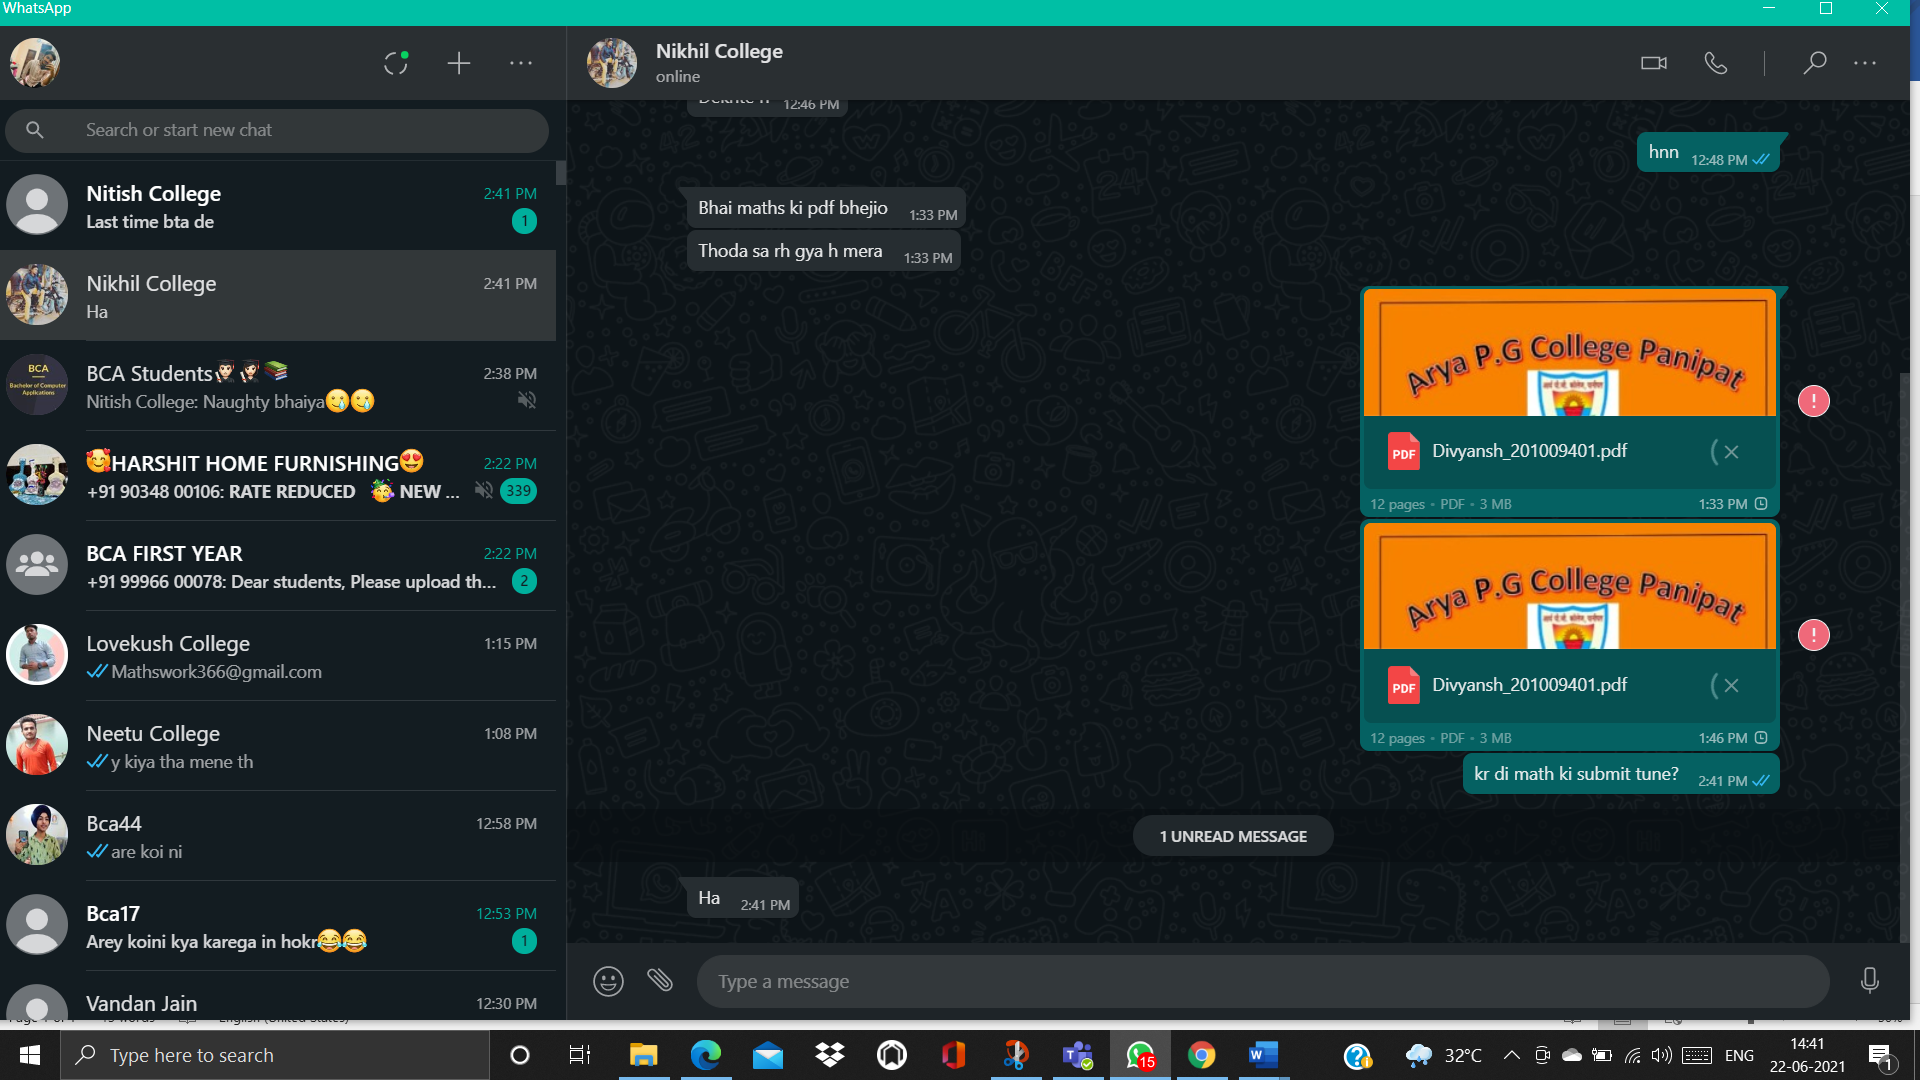 WhatsApp
Search or start new chat
Nitish College 2:41 PM
Last time bta de 1
Nikhil College 2:41 PM
Ha
BCA
Bachelor of Computer
Applications
BCA Students👨🏻‍🎓👩🏻‍🎓📚 2:38 PM
Nitish College: Naughty bhaiya🥲🥲
🥰HARSHIT HOME FURNISHING😍 2:22 PM
+91 90348 00106: RATE REDUCED 🥳 NEW ... 339
BCA FIRST YEAR 2:22 PM
+91 99966 00078: Dear students, Please upload th... 2
Lovekush College 1:15 PM
Mathswork366@gmail.com
Neetu College 1:08 PM
y kiya tha mene th
Bca44 12:58 PM
are koi ni
Bca17 12:53 PM
Arey koini kya karega in hokr😂😂 1
Vandan Jain 12:30 PM
Nikhil College
online
12:46 PM
hnn 12:48 PM
Bhai maths ki pdf bhejio 1:33 PM
Thoda sa rh gya h mera 1:33 PM
Arya P.G College Panipat
PDF Divyansh_201009401.pdf
12 pages • PDF • 3 MB 1:33 PM
Arya P.G College Panipat
PDF Divyansh_201009401.pdf
12 pages • PDF • 3 MB 1:46 PM
kr di math ki submit tune? 2:41 PM
1 UNREAD MESSAGE
Ha 2:41 PM
Type a message
Type here to search
15
32°C
ENG
14:41
22-06-2021
1